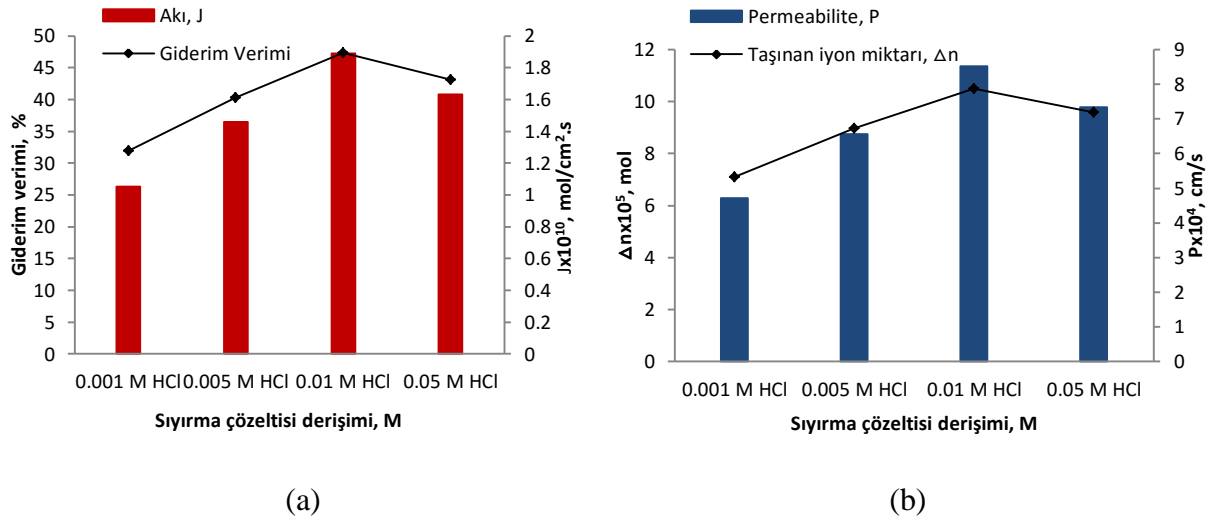 Akı, J
Giderim Verimi
50
45
40
35
30
25
20
15
10
5
0
Giderim verimi, %
2
1.8
1.6
1.4
1.2
1
0.8
0.6
0.4
0.2
0
Jx10¹⁰, mol/cm².s
0.001 M HCl 0.005 M HCl 0.01 M HCl 0.05 M HCl
Sıyırma çözeltisi derişimi, M
(a)
Permeabilite, P
Taşınan iyon miktarı, Δn
12
10
8
6
4
2
0
Δnx10⁵, mol
9
8
7
6
5
4
3
2
1
0
Px10⁴, cm/s
0.001 M HCl 0.005 M HCl 0.01 M HCl 0.05 M HCl
Sıyırma çözeltisi derişimi, M
(b)